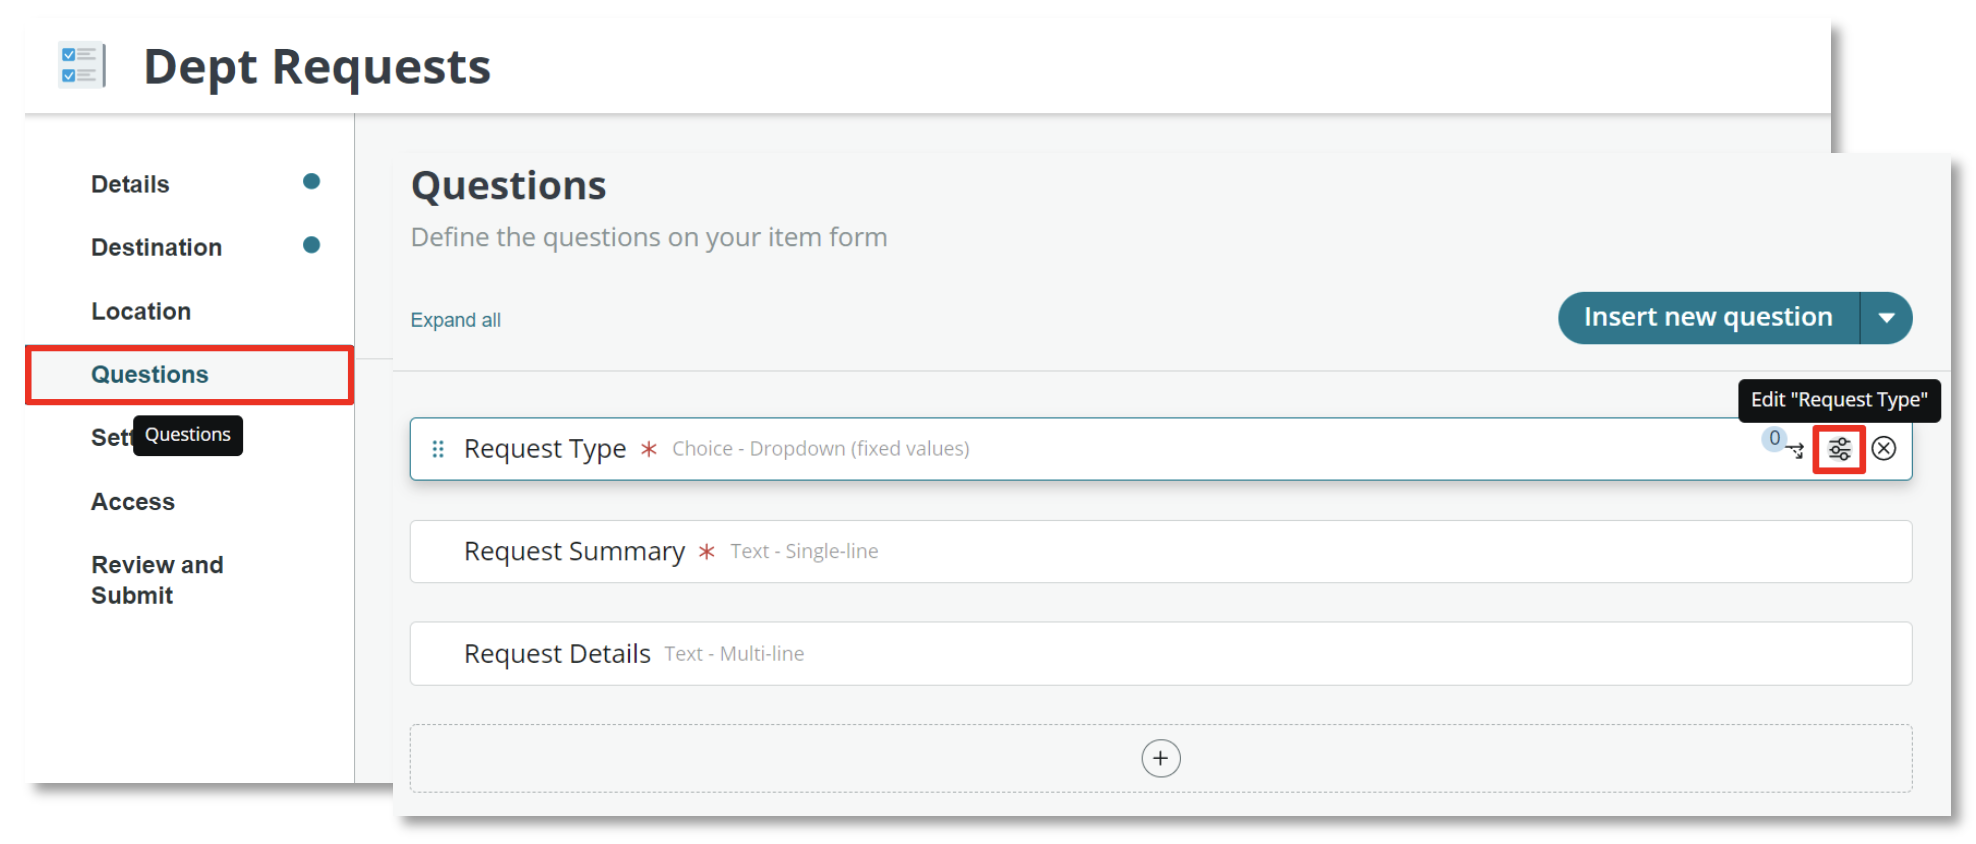 Dept Requests
Details
Destination
Location
Questions
Sett
Questions
Access
Review and
Submit
Questions
Define the questions on your item form
Expand all
Insert new question
Edit "Request Type"
Request Type * Choice - Dropdown (fixed values)
0
Request Summary * Text - Single-line
Request Details Text - Multi-line